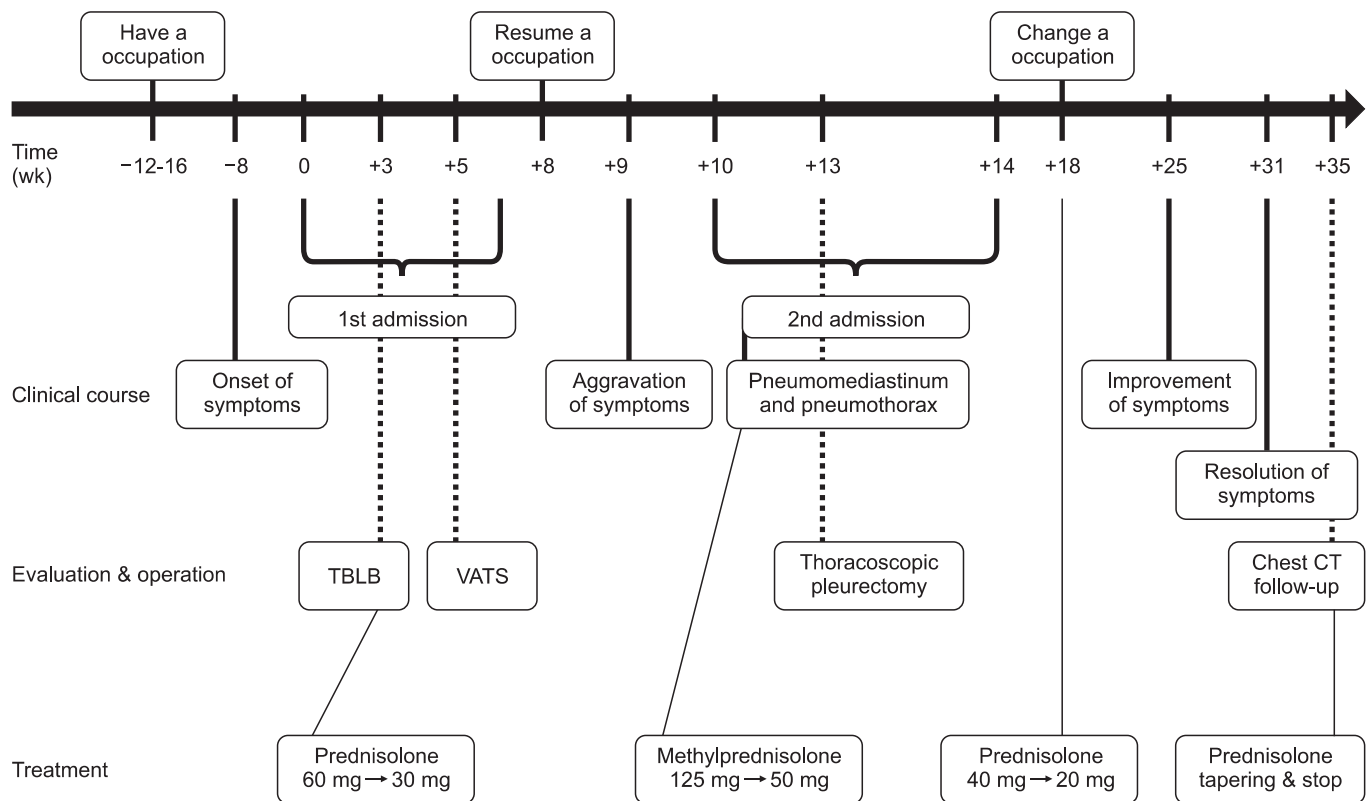 Have a
occupation
Resume a
occupation
Change a
occupation
Time
(wk)
−12-16
−8
0
+3
+5
+8
+9
+10
+13
+14
+18
+25
+31
+35
1st admission
2nd admission
Clinical course
Onset of
symptoms
Aggravation
of symptoms
Pneumomediastinum
and pneumothorax
Improvement
of symptoms
Resolution of
symptoms
Evaluation & operation
TBLB
VATS
Thoracoscopic
pleurectomy
Chest CT
follow-up
Treatment
Prednisolone
60 mg → 30 mg
Methylprednisolone
125 mg → 50 mg
Prednisolone
40 mg → 20 mg
Prednisolone
tapering & stop